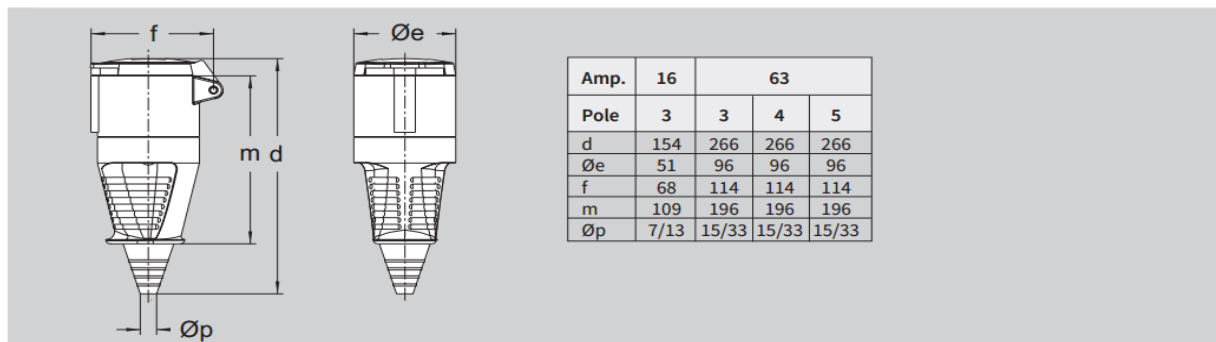 f
Øe
m
d
Øp
Amp. 16 63
Pole 3 3 4 5
d 154 266 266 266
Øe 51 96 96 96
f 68 114 114 114
m 109 196 196 196
Øp 7/13 15/33 15/33 15/33